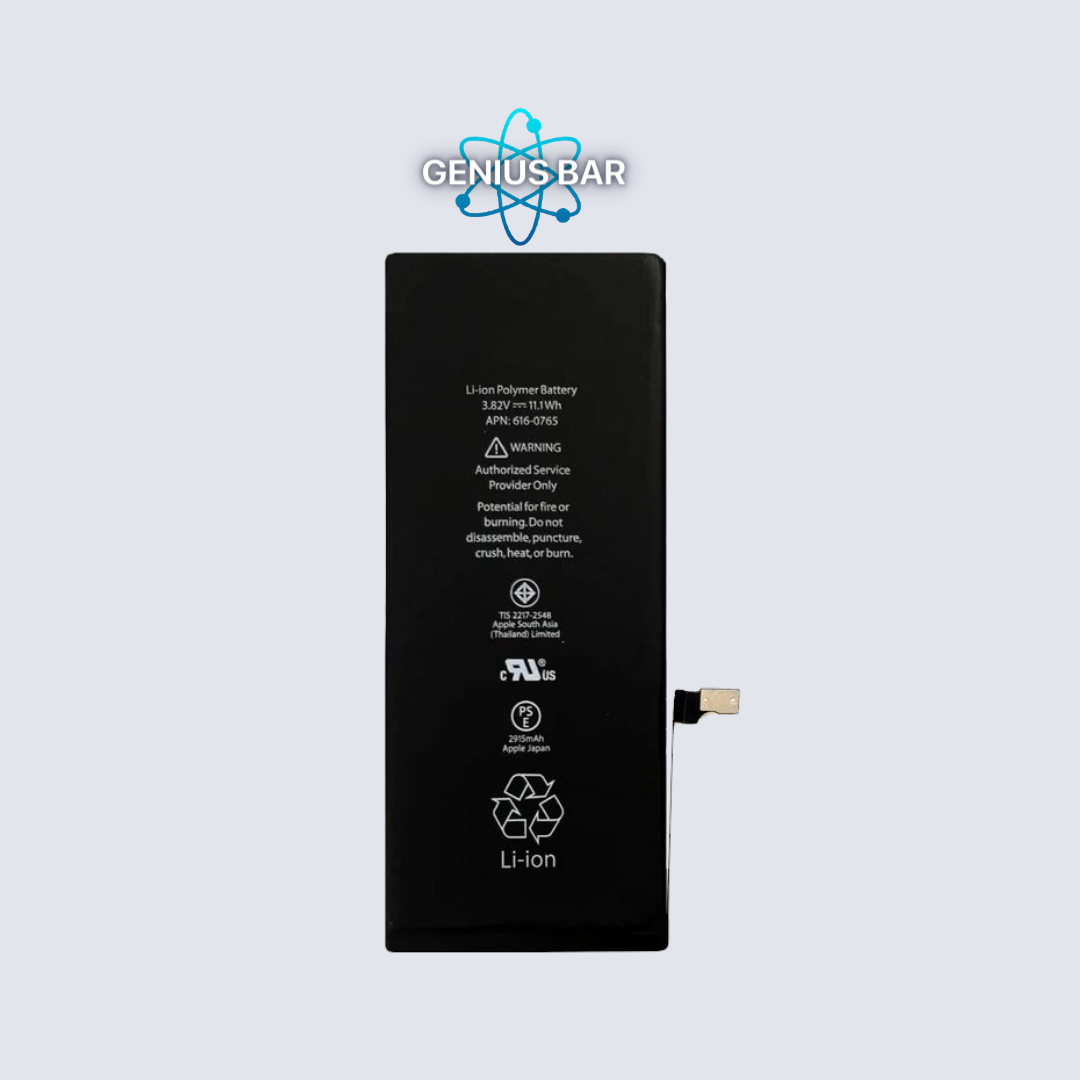 GENIUS BAR
Li-ion Polymer Battery
3.82V ⎓ 11.1Wh
APN: 616-0765
WARNING
Authorized Service
Provider Only
Potential for fire or
burning. Do not
disassemble, puncture,
crush, heat, or burn.
TIS 2217-2548
Apple South Asia
(Thailand) Limited
c RU ® US
PS
E
2915mAh
Apple Japan
Li-ion